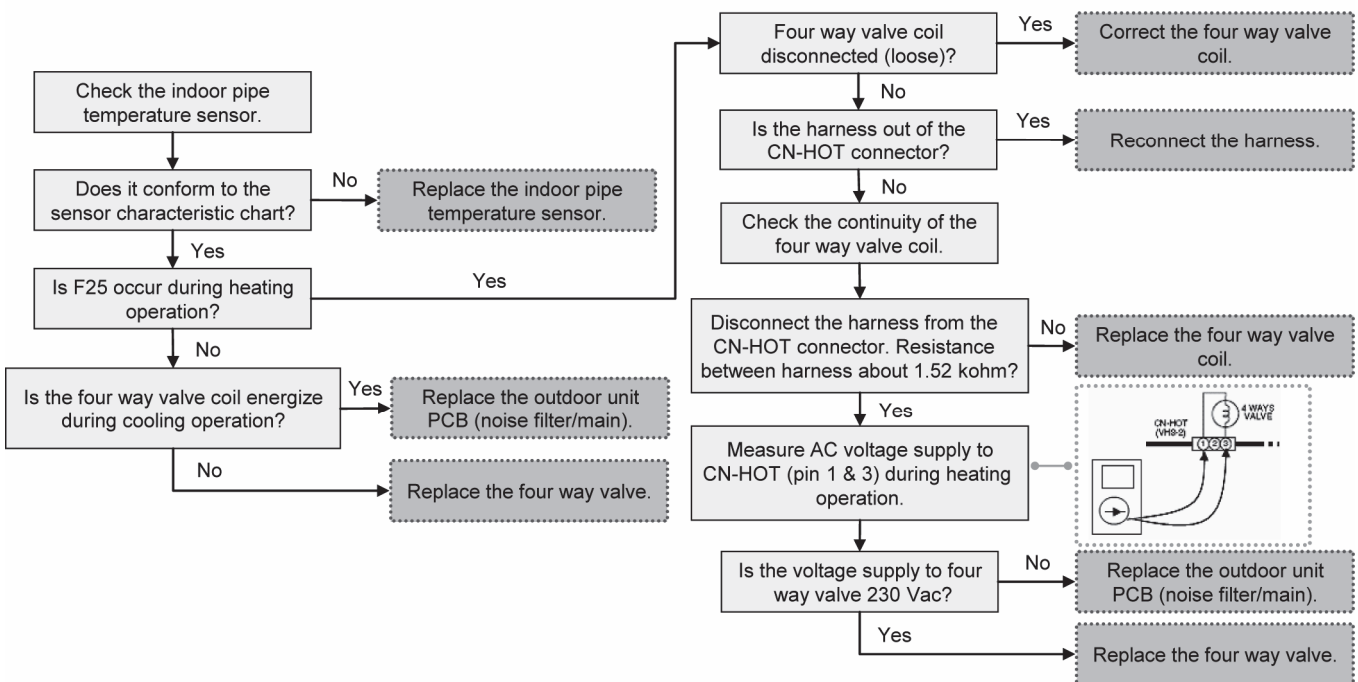 Check the indoor pipe
temperature sensor.
Does it conform to the
sensor characteristic chart?
No
Replace the indoor pipe
temperature sensor.
Yes
Is F25 occur during heating
operation?
Yes
No
Is the four way valve coil energize
during cooling operation?
Yes
Replace the outdoor unit
PCB (noise filter/main).
No
Replace the four way valve.
Four way valve coil
disconnected (loose)?
Yes
Correct the four way valve
coil.
No
Is the harness out of the
CN-HOT connector?
Yes
Reconnect the harness.
No
Check the continuity of the
four way valve coil.
Disconnect the harness from the
CN-HOT connector. Resistance
between harness about 1.52 kohm?
No
Replace the four way valve
coil.
Yes
Measure AC voltage supply to
CN-HOT (pin 1 & 3) during heating
operation.
4 WAYS
VALVE
CN-HOT
(VHS-2)
1 2 3
Is the voltage supply to four
way valve 230 Vac?
No
Replace the outdoor unit
PCB (noise filter/main).
Yes
Replace the four way valve.